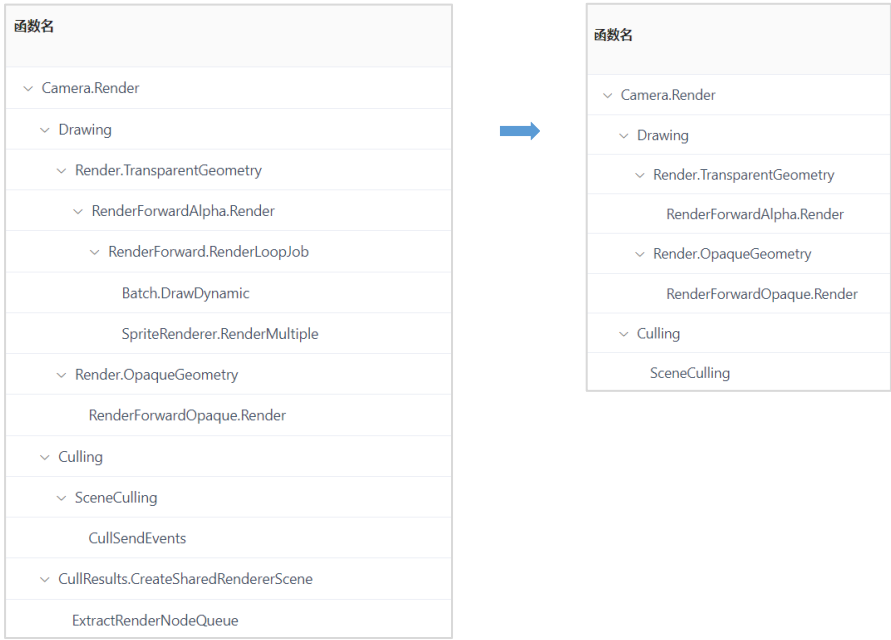 函数名
Camera.Render
Drawing
Render.TransparentGeometry
RenderForwardAlpha.Render
RenderForward.RenderLoopJob
Batch.DrawDynamic
SpriteRenderer.RenderMultiple
Render.OpaqueGeometry
RenderForwardOpaque.Render
Culling
SceneCulling
CullSendEvents
CullResults.CreateSharedRendererScene
ExtractRenderNodeQueue
函数名
Camera.Render
Drawing
Render.TransparentGeometry
RenderForwardAlpha.Render
Render.OpaqueGeometry
RenderForwardOpaque.Render
Culling
SceneCulling